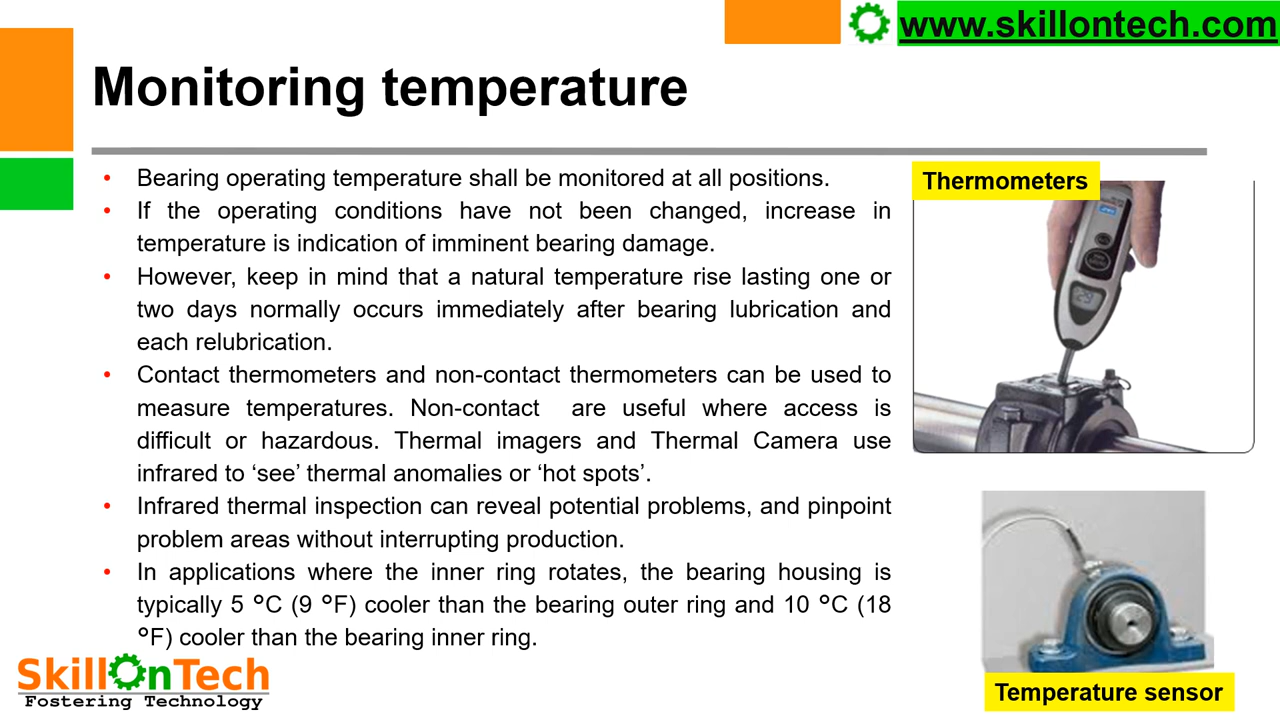 www.skillontech.com
Monitoring temperature
• Bearing operating temperature shall be monitored at all positions.
• If the operating conditions have not been changed, increase in
temperature is indication of imminent bearing damage.
• However, keep in mind that a natural temperature rise lasting one or
two days normally occurs immediately after bearing lubrication and
each relubrication.
• Contact thermometers and non-contact thermometers can be used to
measure temperatures. Non-contact are useful where access is
difficult or hazardous. Thermal imagers and Thermal Camera use
infrared to ‘see’ thermal anomalies or ‘hot spots’.
• Infrared thermal inspection can reveal potential problems, and pinpoint
problem areas without interrupting production.
• In applications where the inner ring rotates, the bearing housing is
typically 5 °C (9 °F) cooler than the bearing outer ring and 10 °C (18
°F) cooler than the bearing inner ring.
Thermometers
29
Temperature sensor
SkillOnTech
Fostering Technology